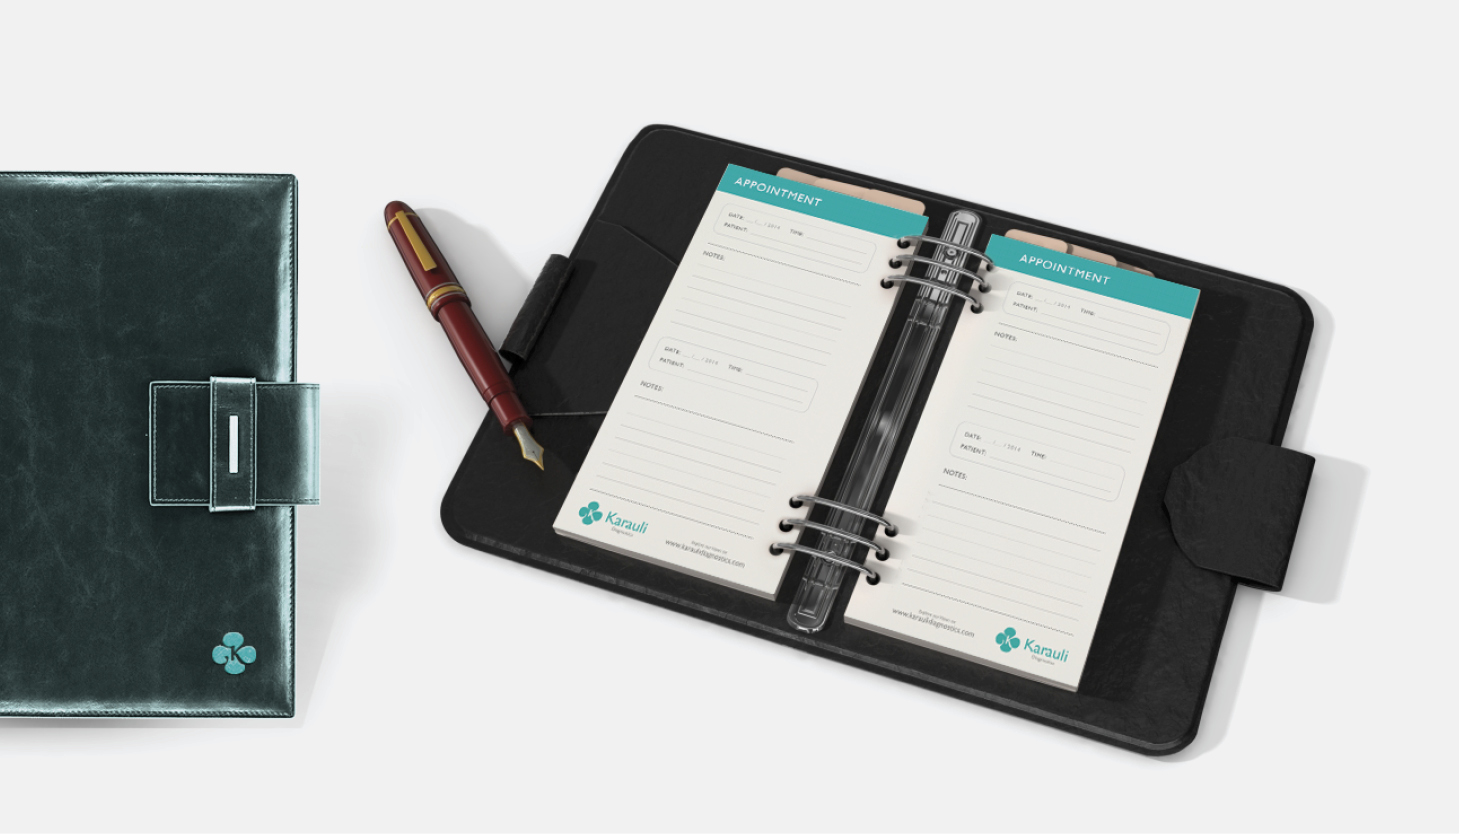 K
APPOINTMENT
DATE: __ / __ / 2014 TIME:
PATIENT:
NOTES:
DATE: __ / __ / 2014 TIME:
PATIENT:
NOTES:
K
Karauli
Diagnostics
www.karaulidiagnostics.com
APPOINTMENT
DATE: __ / __ / 2014 TIME:
PATIENT:
NOTES:
DATE: __ / __ / 2014 TIME:
PATIENT:
NOTES:
www.karaulidiagnostics.com
K
Karauli
Diagnostics